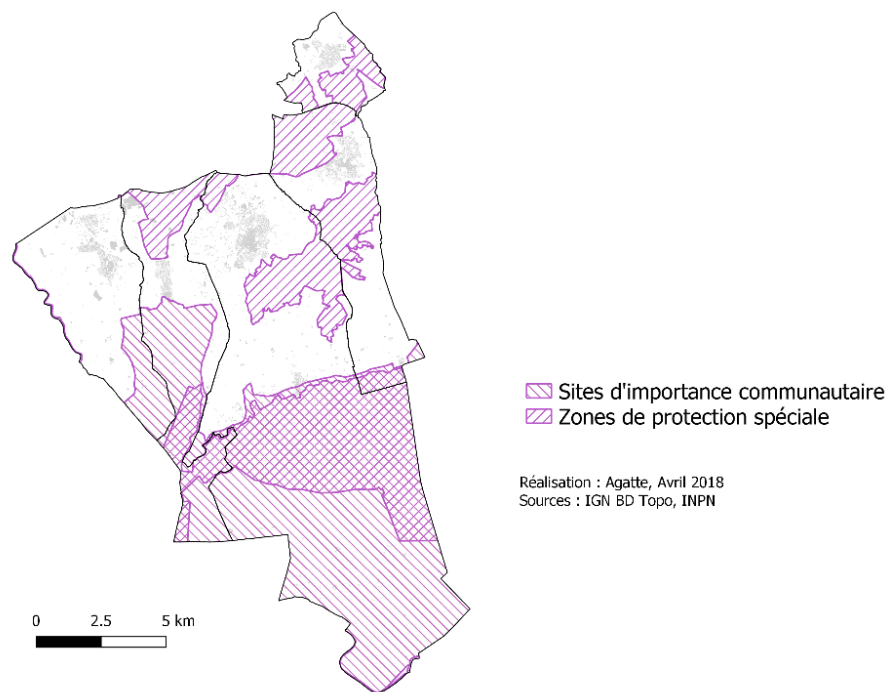 Sites d'importance communautaire
Zones de protection spéciale
Réalisation : Agatte, Avril 2018
Sources : IGN BD Topo, INPN
0 2.5 5 km